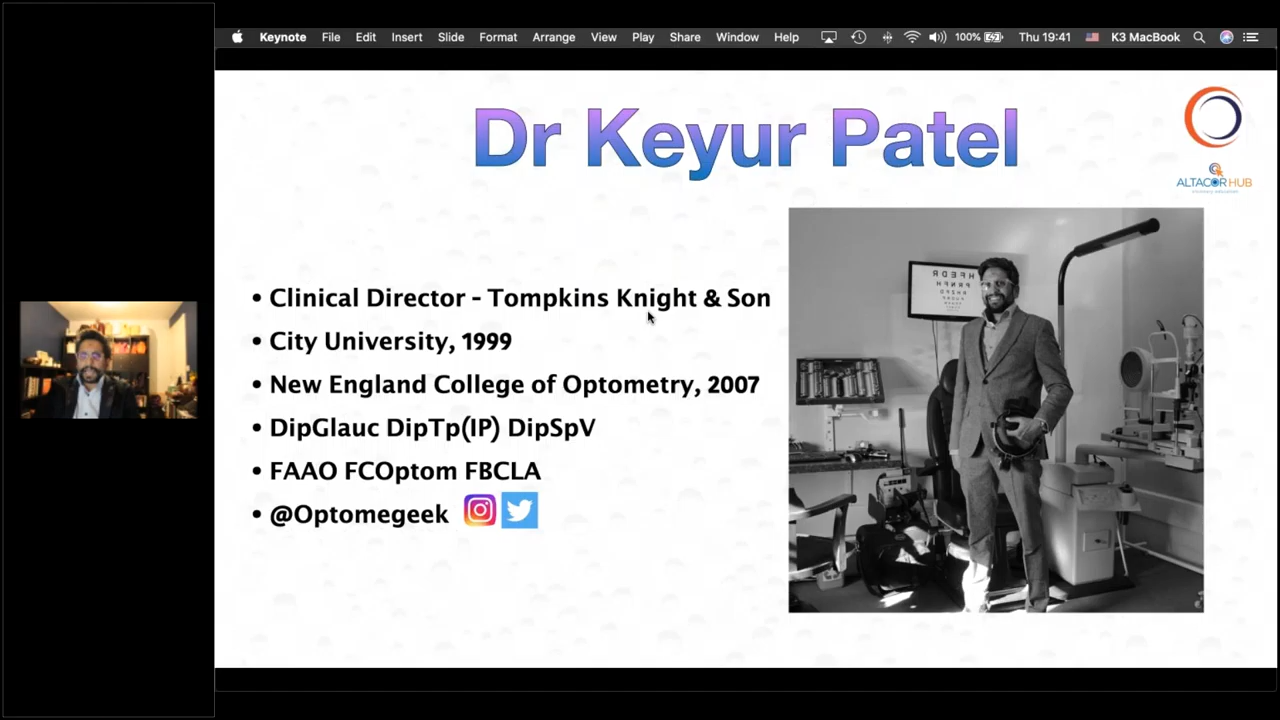 Keynote File Edit Insert Slide Format Arrange View Play Share Window Help 100% Thu 19:41 K3 MacBook
Dr Keyur Patel
ALTACOR HUB
• Clinical Director - Tompkins Knight & Son
• City University, 1999
• New England College of Optometry, 2007
• DipGlauc DipTp(IP) DipSpV
• FAAO FCOptom FBCLA
• @Optomegeek